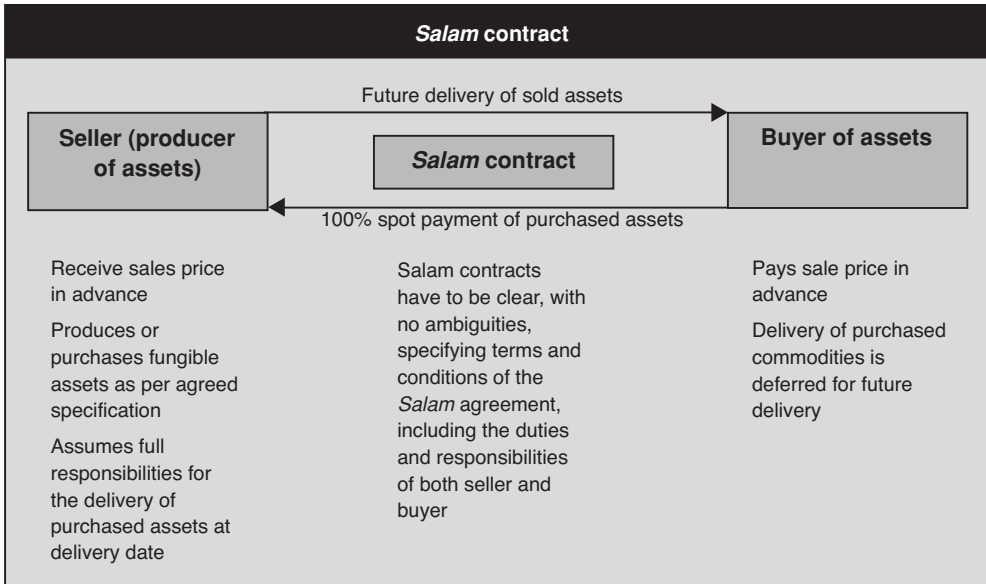 Salam contract
Future delivery of sold assets
Seller (producer
of assets)
Salam contract
Buyer of assets
100% spot payment of purchased assets
Receive sales price
in advance
Produces or
purchases fungible
assets as per agreed
specification
Assumes full
responsibilities for
the delivery of
purchased assets at
delivery date
Salam contracts
have to be clear, with
no ambiguities,
specifying terms and
conditions of the
Salam agreement,
including the duties
and responsibilities
of both seller and
buyer
Pays sale price in
advance
Delivery of purchased
commodities is
deferred for future
delivery